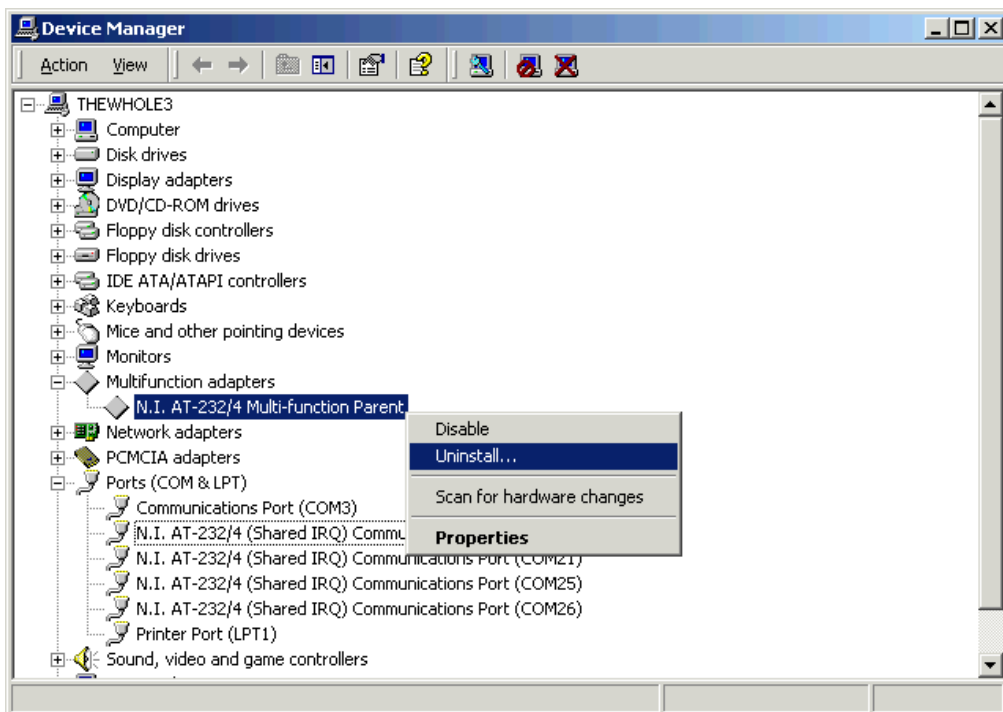 Device Manager
Action View
THEWHOLE3
Computer
Disk drives
Display adapters
DVD/CD-ROM drives
Floppy disk controllers
Floppy disk drives
IDE ATA/ATAPI controllers
Keyboards
Mice and other pointing devices
Monitors
Multifunction adapters
N.I. AT-232/4 Multi-function Parent
Network adapters
PCMCIA adapters
Ports (COM & LPT)
Communications Port (COM3)
N.I. AT-232/4 (Shared IRQ) Commu
N.I. AT-232/4 (Shared IRQ) Communications Port (COM21)
N.I. AT-232/4 (Shared IRQ) Communications Port (COM25)
N.I. AT-232/4 (Shared IRQ) Communications Port (COM26)
Printer Port (LPT1)
Sound, video and game controllers
Disable
Uninstall...
Scan for hardware changes
Properties